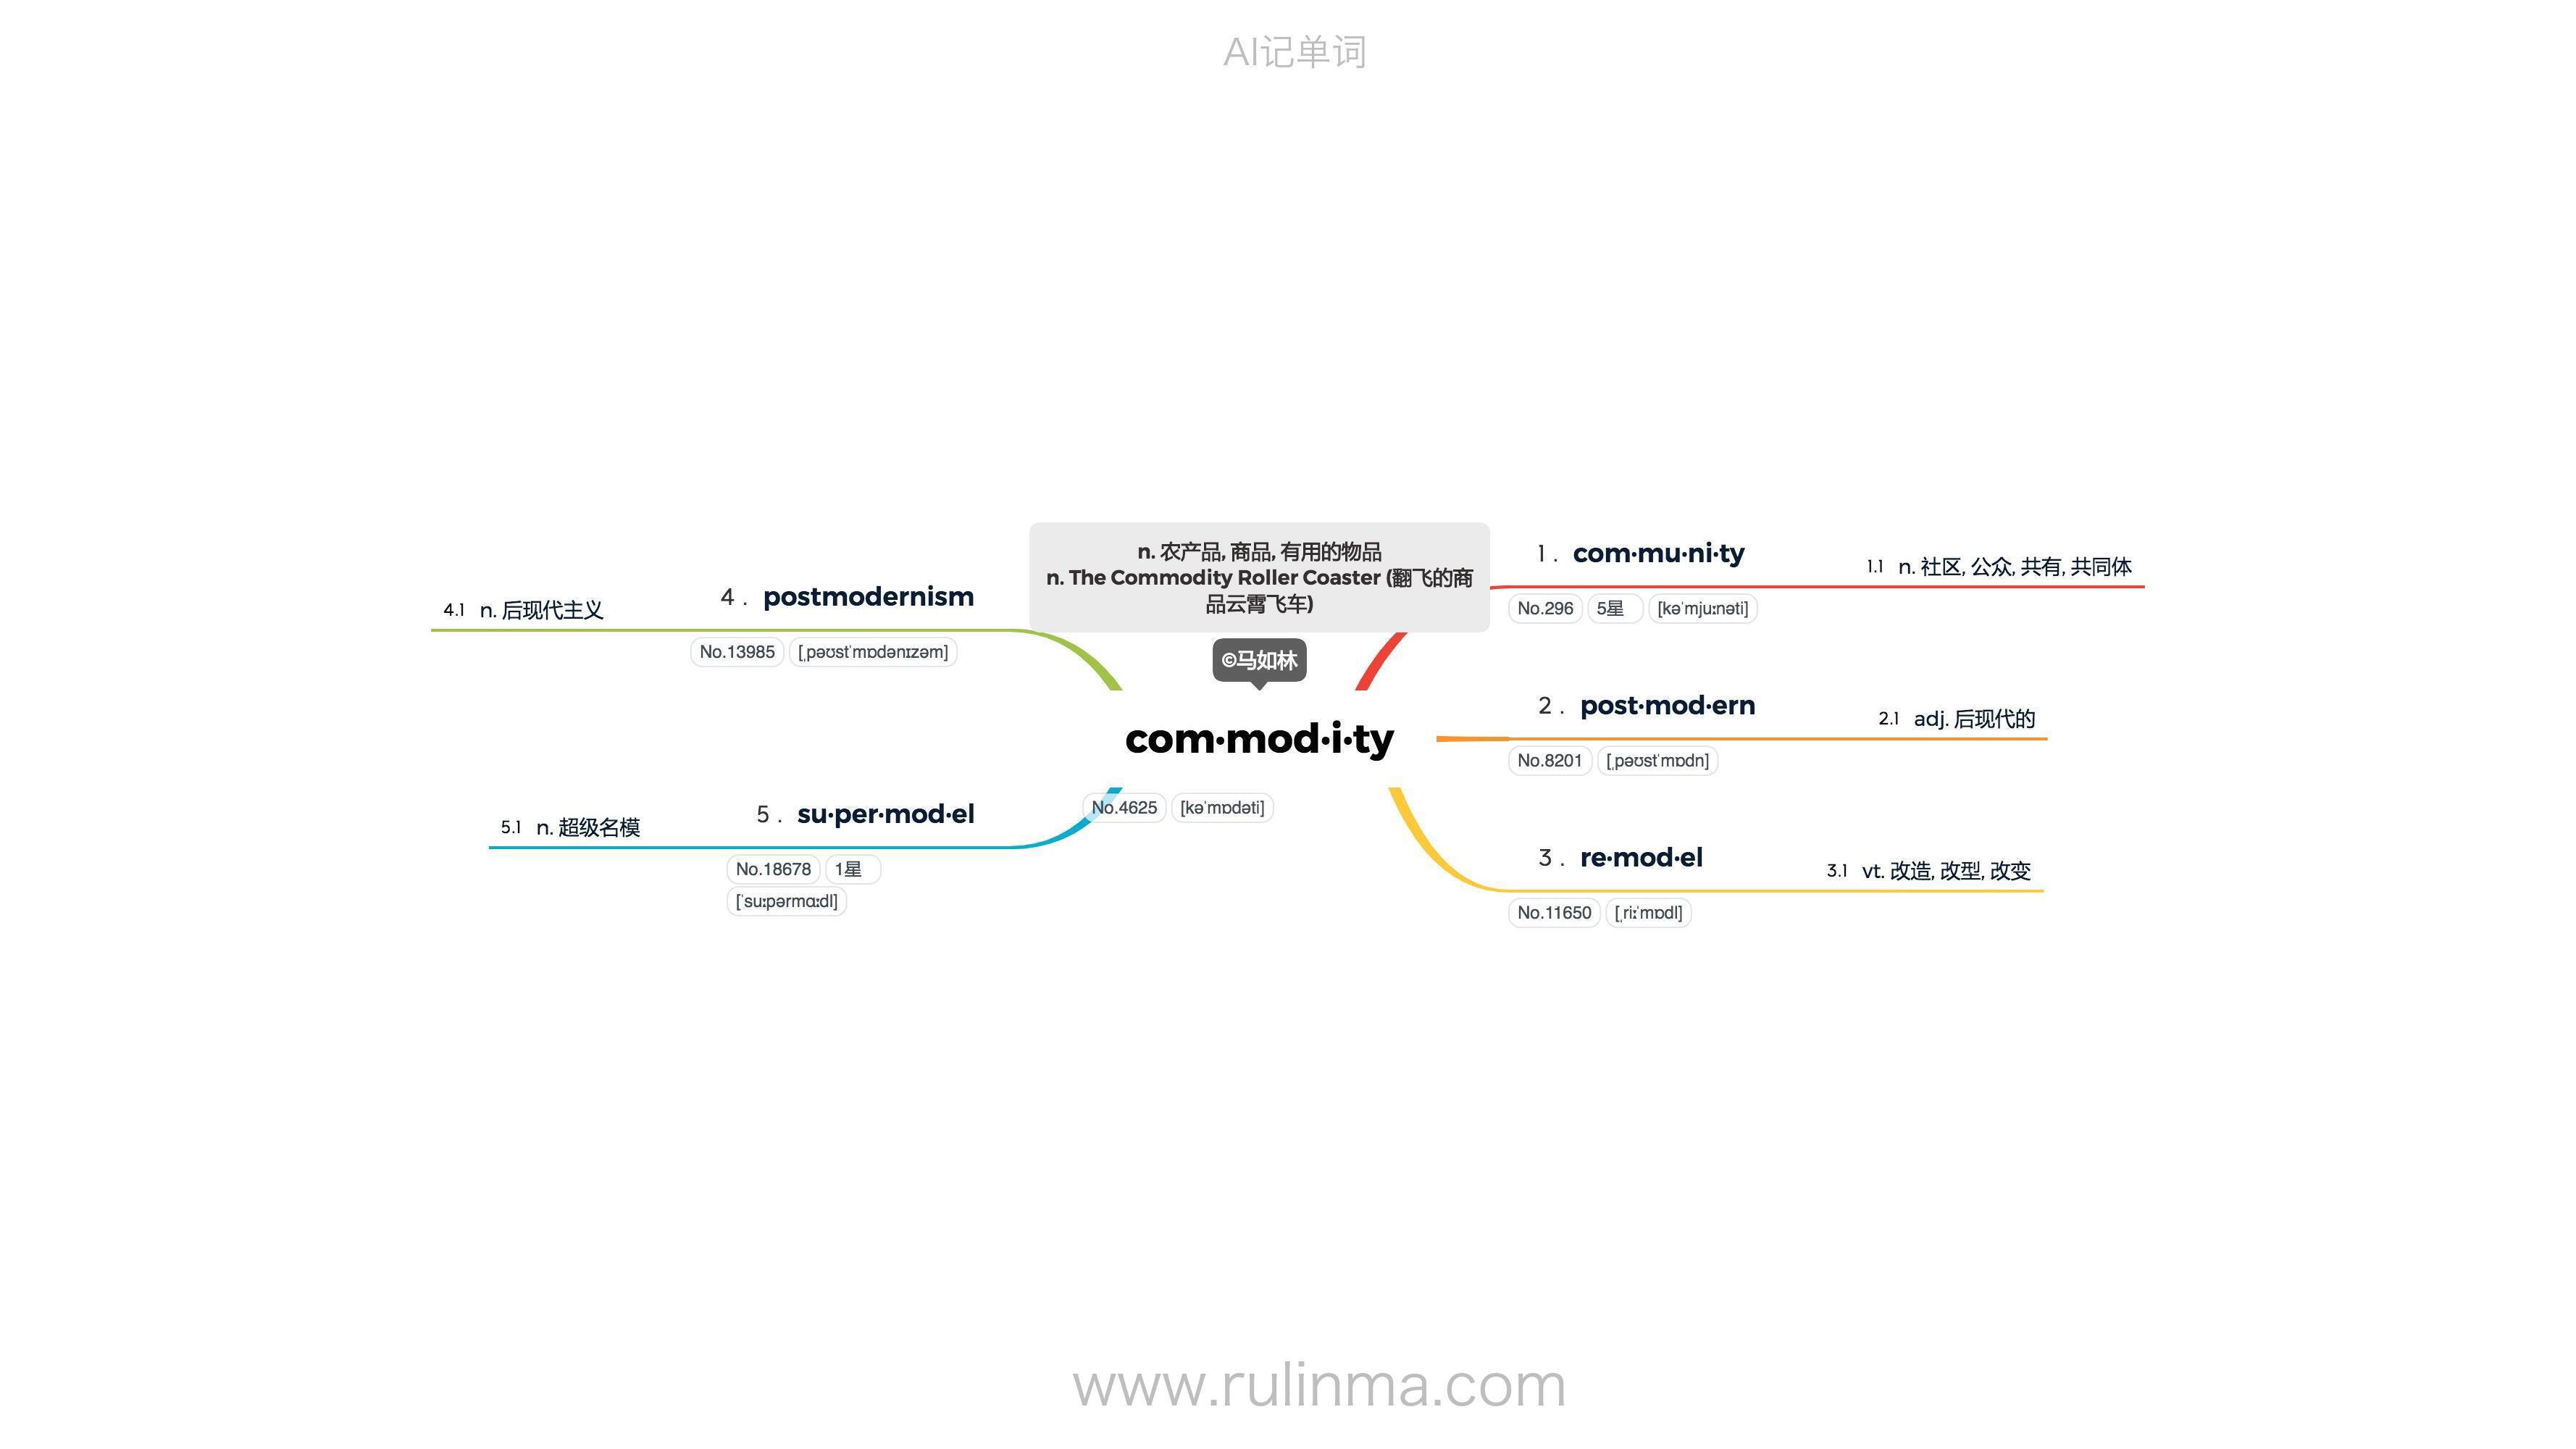 AI记单词
n. 农产品, 商品, 有用的物品
n. The Commodity Roller Coaster (翻飞的商
品云霄飞车)
©马如林
com·mod·i·ty
No.4625 [kəˈmɒdəti]
1 . com·mu·ni·ty
1.1 n. 社区, 公众, 共有, 共同体
No.296 5星 [kəˈmjuːnəti]
2 . post·mod·ern
2.1 adj. 后现代的
No.8201 [ˌpəʊstˈmɒdn]
3 . re·mod·el
3.1 vt. 改造, 改型, 改变
No.11650 [ˌriːˈmɒdl]
4 . postmodernism
4.1 n. 后现代主义
No.13985 [ˌpəʊstˈmɒdənɪzəm]
5 . su·per·mod·el
5.1 n. 超级名模
No.18678 1星
[ˈsuːpərmɑːdl]
www.rulinma.com